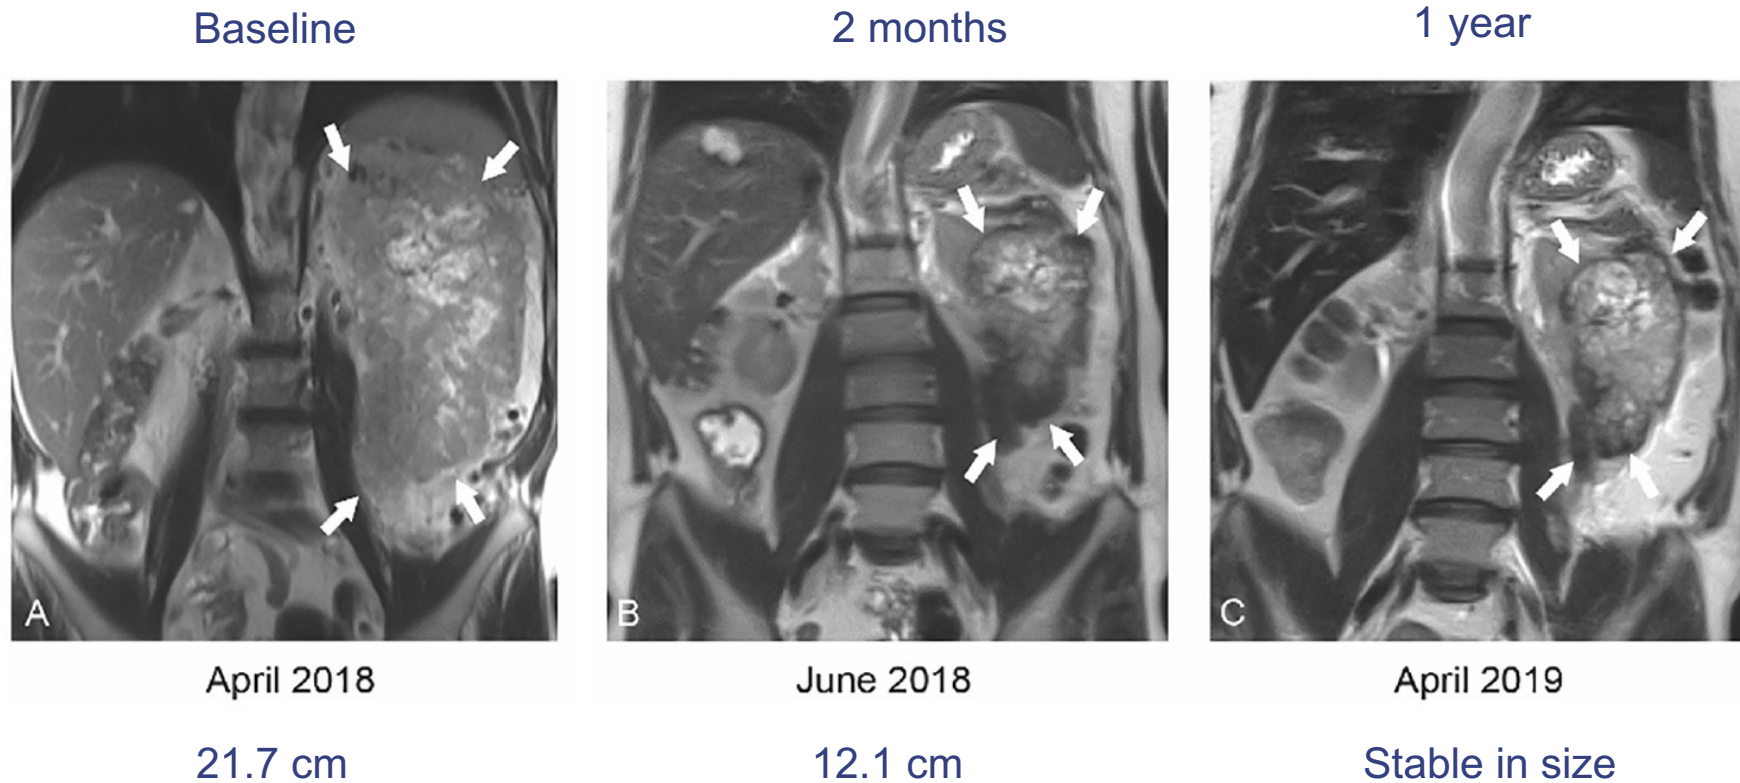 Baseline
2 months
1 year
A
B
C
April 2018
June 2018
April 2019
21.7 cm
12.1 cm
Stable in size